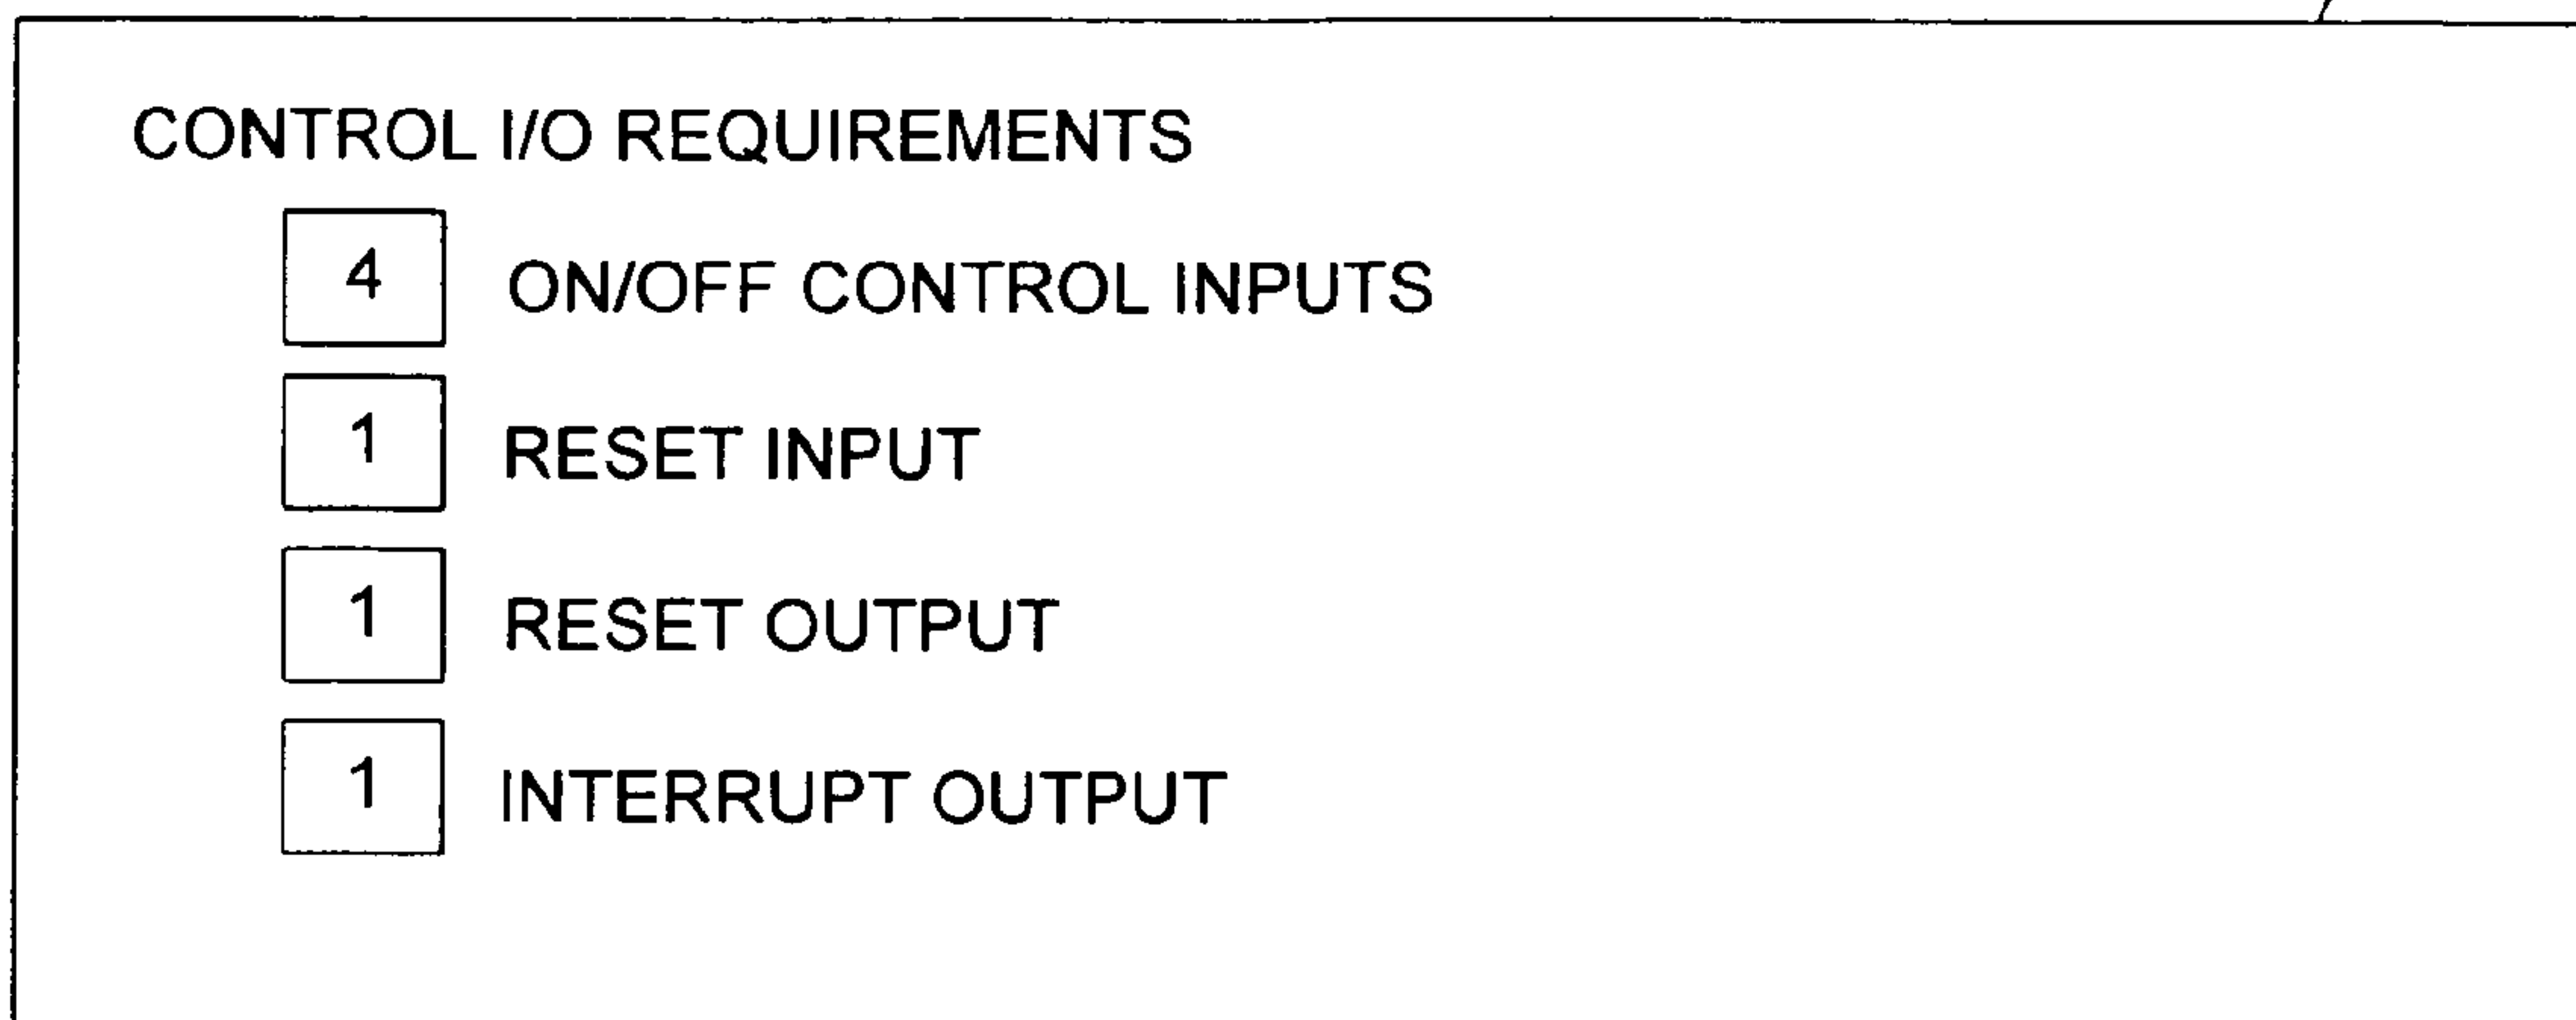 CONTROL I/O REQUIREMENTS
4 ON/OFF CONTROL INPUTS
1 RESET INPUT
1 RESET OUTPUT
1 INTERRUPT OUTPUT